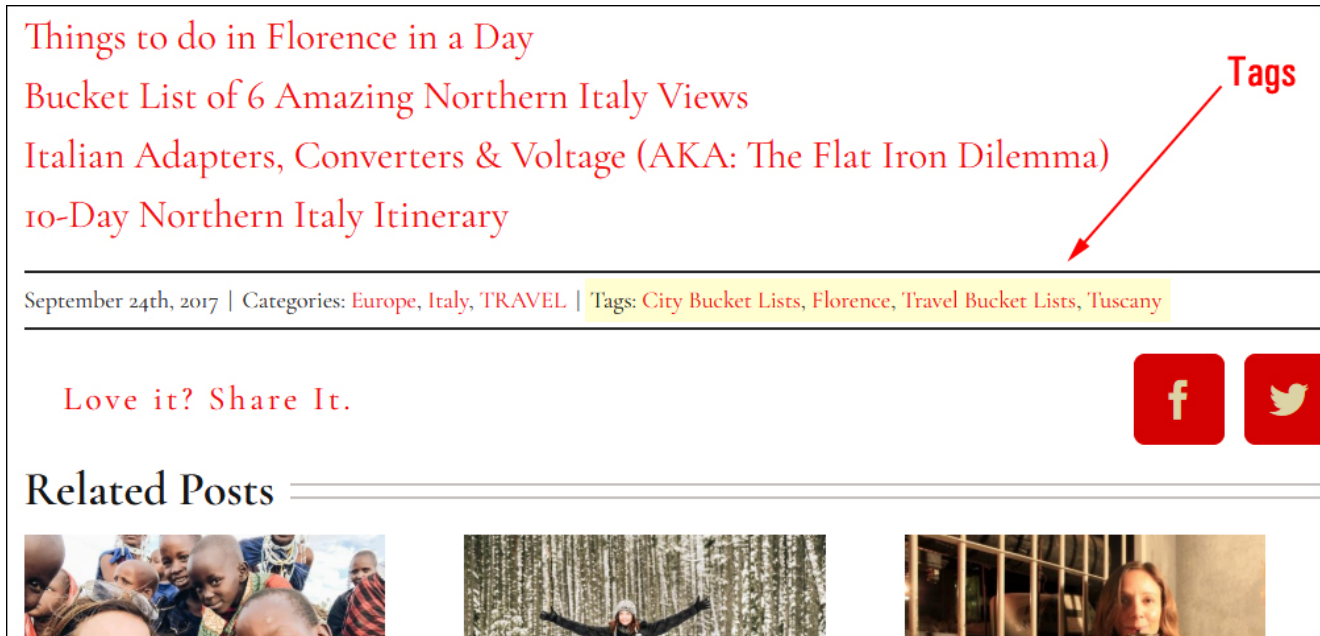 Things to do in Florence in a Day
Tags
Bucket List of 6 Amazing Northern Italy Views
Italian Adapters, Converters & Voltage (AKA: The Flat Iron Dilemma)
10-Day Northern Italy Itinerary
September 24th, 2017 | Categories: Europe, Italy, TRAVEL | Tags: City Bucket Lists, Florence, Travel Bucket Lists, Tuscany
Love it? Share It.
Related Posts